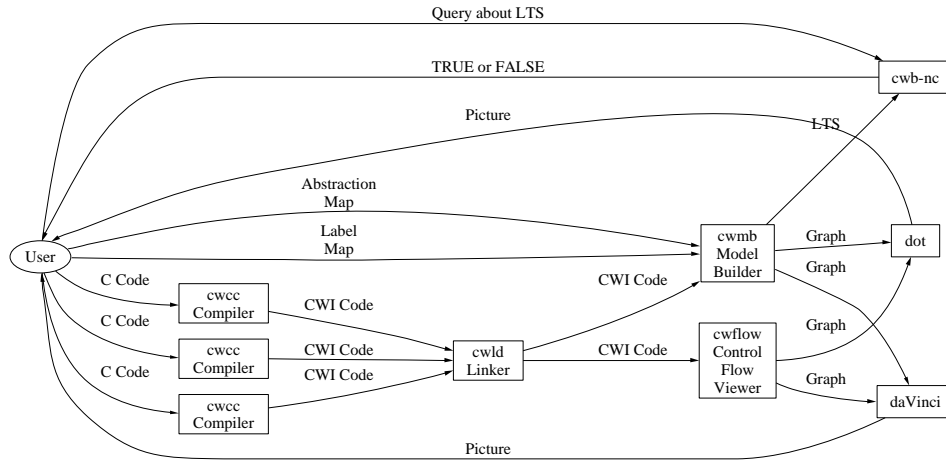 Query about LTS
TRUE or FALSE
cwb-nc
Picture
LTS
Abstraction
Map
Label
Map
User
cwmb
Model
Builder
Graph
dot
Graph
C Code
cwcc
Compiler
CWI Code
CWI Code
C Code
cwcc
Compiler
CWI Code
cwld
Linker
CWI Code
cwflow
Control
Flow
Viewer
Graph
Graph
C Code
cwcc
Compiler
CWI Code
daVinci
Picture